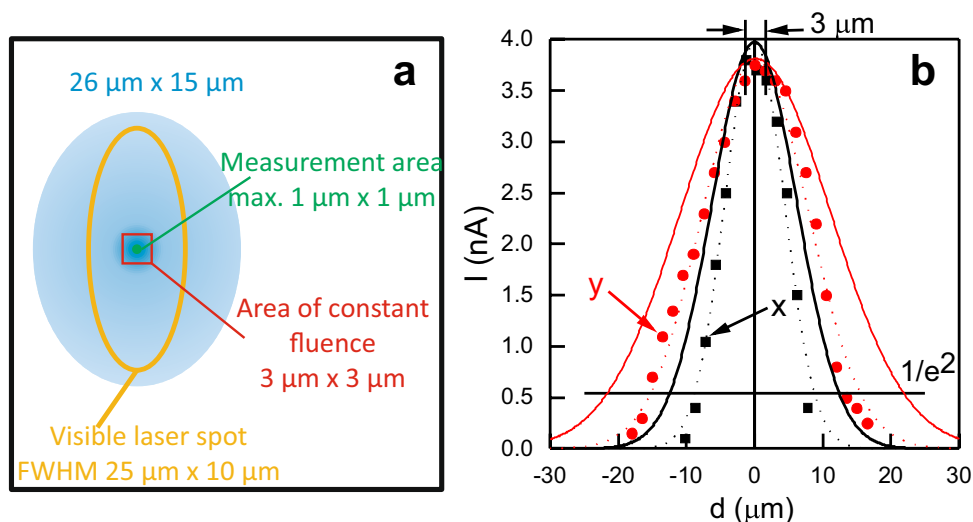 a
26 μm x 15 μm
Measurement area
max. 1 μm x 1 μm
Area of constant
fluence
3 μm x 3 μm
Visible laser spot
FWHM 25 μm x 10 μm
3 μm
b
4.0
3.5
3.0
2.5
2.0
1.5
1.0
0.5
0.0
I (nA)
y
x
1/e²
-30 -20 -10 0 10 20 30
d (μm)